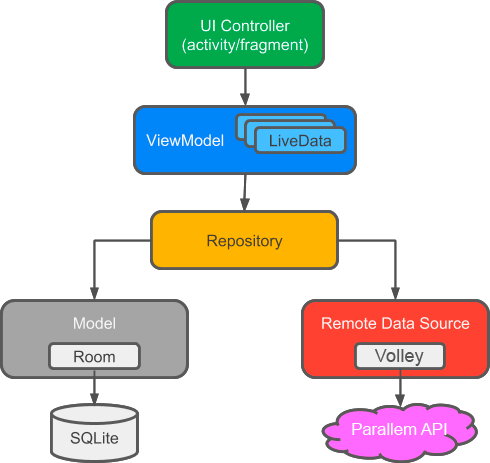 UI Controller
(activity/fragment)
ViewModel
LiveData
Repository
Model
Room
Remote Data Source
Volley
SQLite
Parallem API